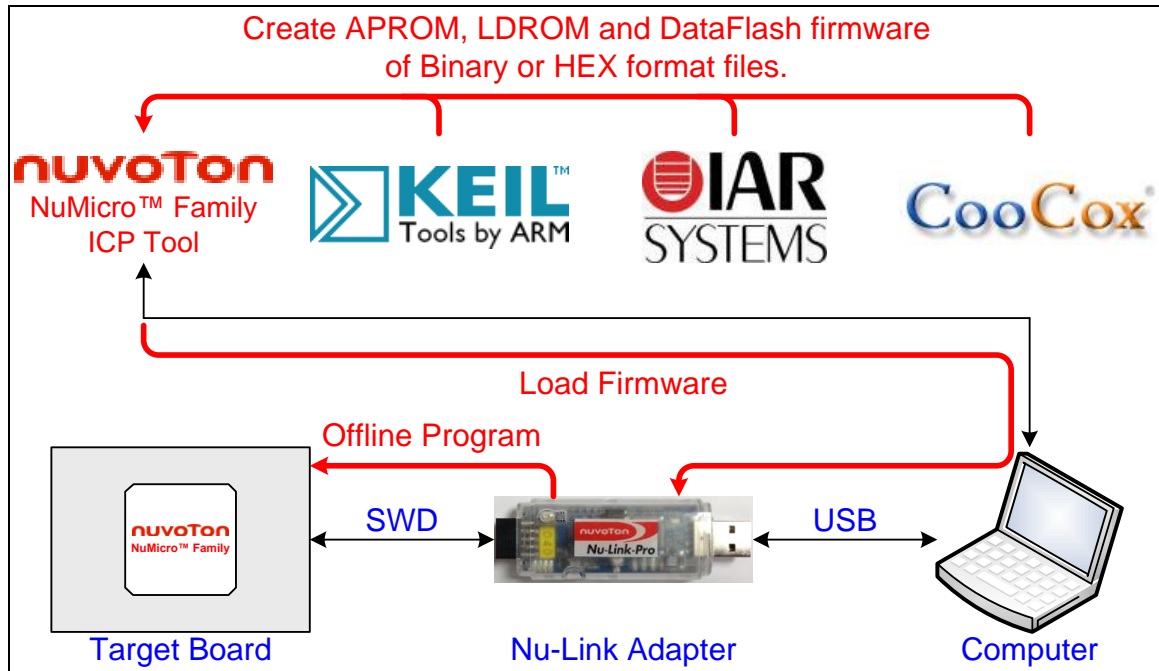 Create APROM, LDROM and DataFlash firmware
of Binary or HEX format files.
nuvoTon
NuMicro™ Family
ICP Tool
KEIL™
Tools by ARM
IAR
SYSTEMS
CooCox®
Load Firmware
Offline Program
SWD
USB
nuvoTon
NuMicro™ Family
nuvoTon
Nu-Link-Pro
Target Board
Nu-Link Adapter
Computer